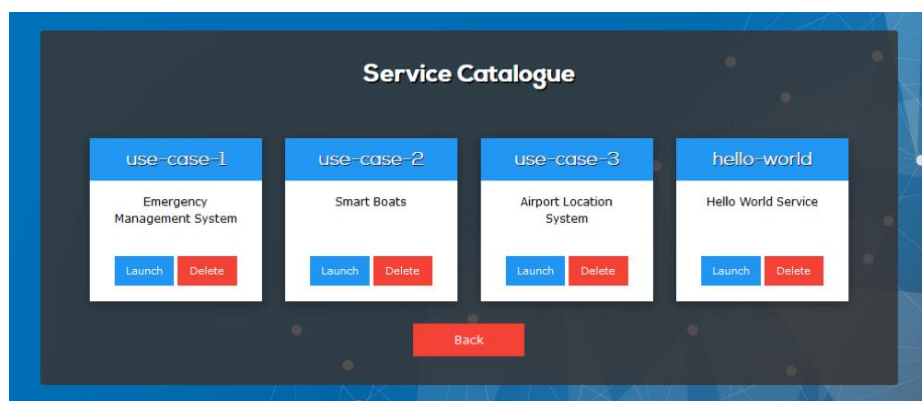 Service Catalogue
use-case-1
Emergency
Management System
Launch Delete
use-case-2
Smart Boats
Launch Delete
use-case-3
Airport Location
System
Launch Delete
hello-world
Hello World Service
Launch Delete
Back